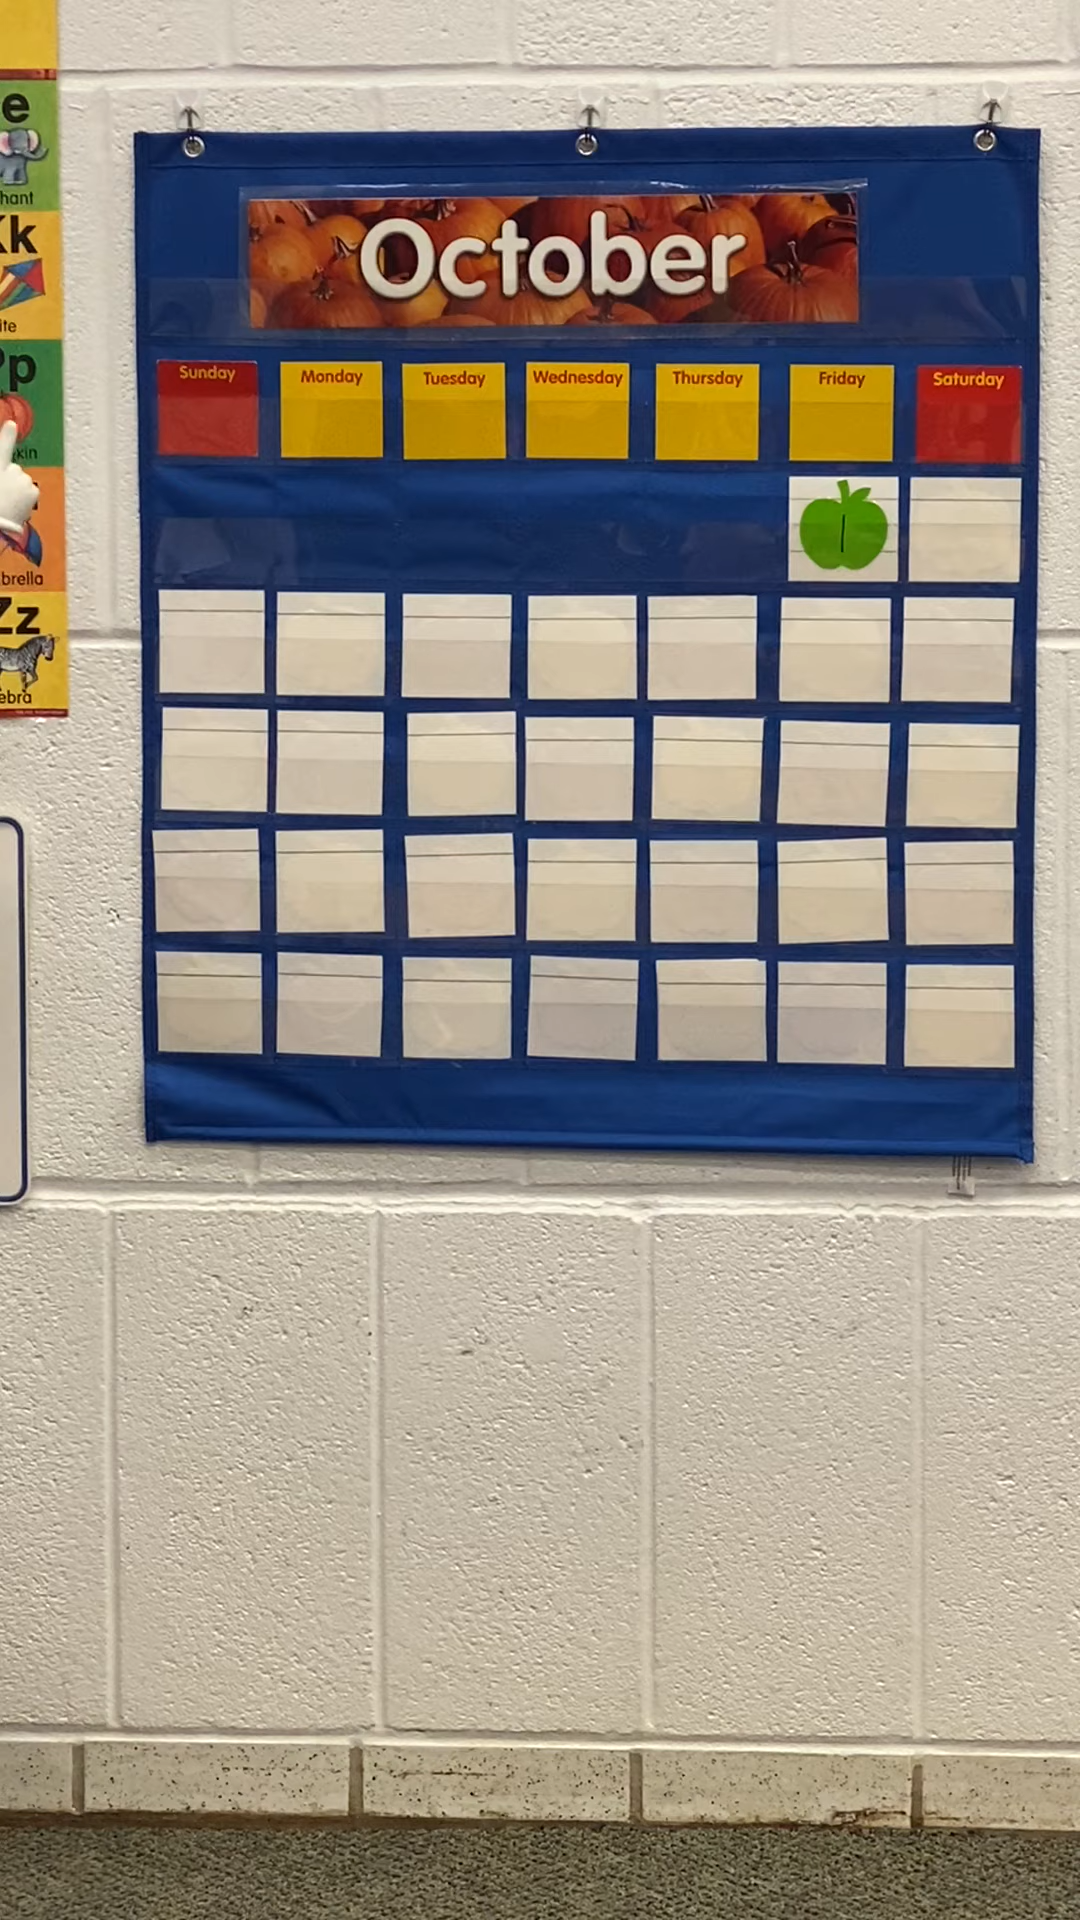 October
Sunday Monday Tuesday Wednesday Thursday Friday Saturday
1
e
hant
Kk
ite
Pp
kin
brella
Zz
ebra